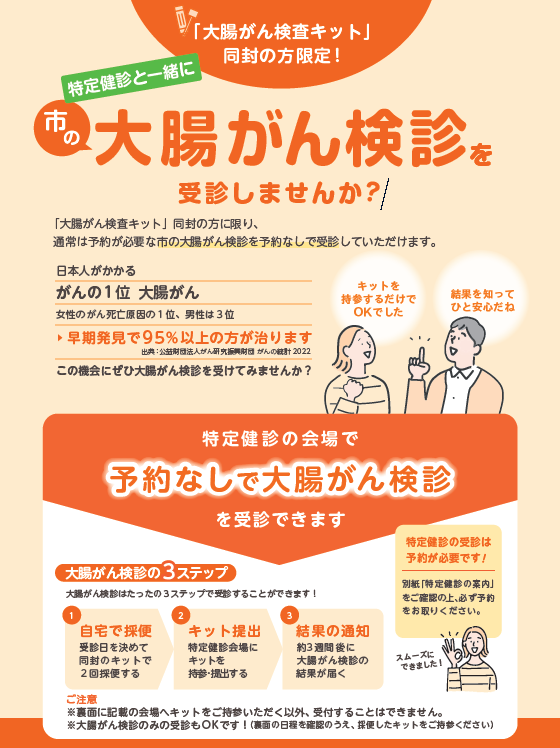 「大腸がん検査キット」
同封の方限定！
特定健診と一緒に
市の
大腸がん検診を
受診しませんか？
「大腸がん検査キット」同封の方に限り、
通常は予約が必要な市の大腸がん検診を予約なしで受診していただけます。
日本人がかかる
がんの1位 大腸がん
女性のがん死亡原因の1位、男性は3位
早期発見で95％以上の方が治ります
出典：公益財団法人がん研究振興財団 がんの統計2022
この機会にぜひ大腸がん検診を受けてみませんか？
キットを
持参するだけで
OKでした
結果を知って
ひと安心だね
特定健診の会場で
予約なしで大腸がん検診
を受診できます
特定健診の受診は
予約が必要です！
別紙「特定健診の案内」
をご確認の上、必ず予約
をお取りください。
スムーズに
できました！
大腸がん検診の3ステップ
大腸がん検診はたったの3ステップで受診することができます！
1
自宅で採便
受診日を決めて
同封のキットで
2回採便する
2
キット提出
特定健診会場に
キットを
持参・提出する
3
結果の通知
約3週間後に
大腸がん検診の
結果が届く
ご注意
※裏面に記載の会場へキットをご持参いただく以外、受付することはできません。
※大腸がん検診のみの受診もOKです！（裏面の日程を確認のうえ、採便したキットをご持参ください）